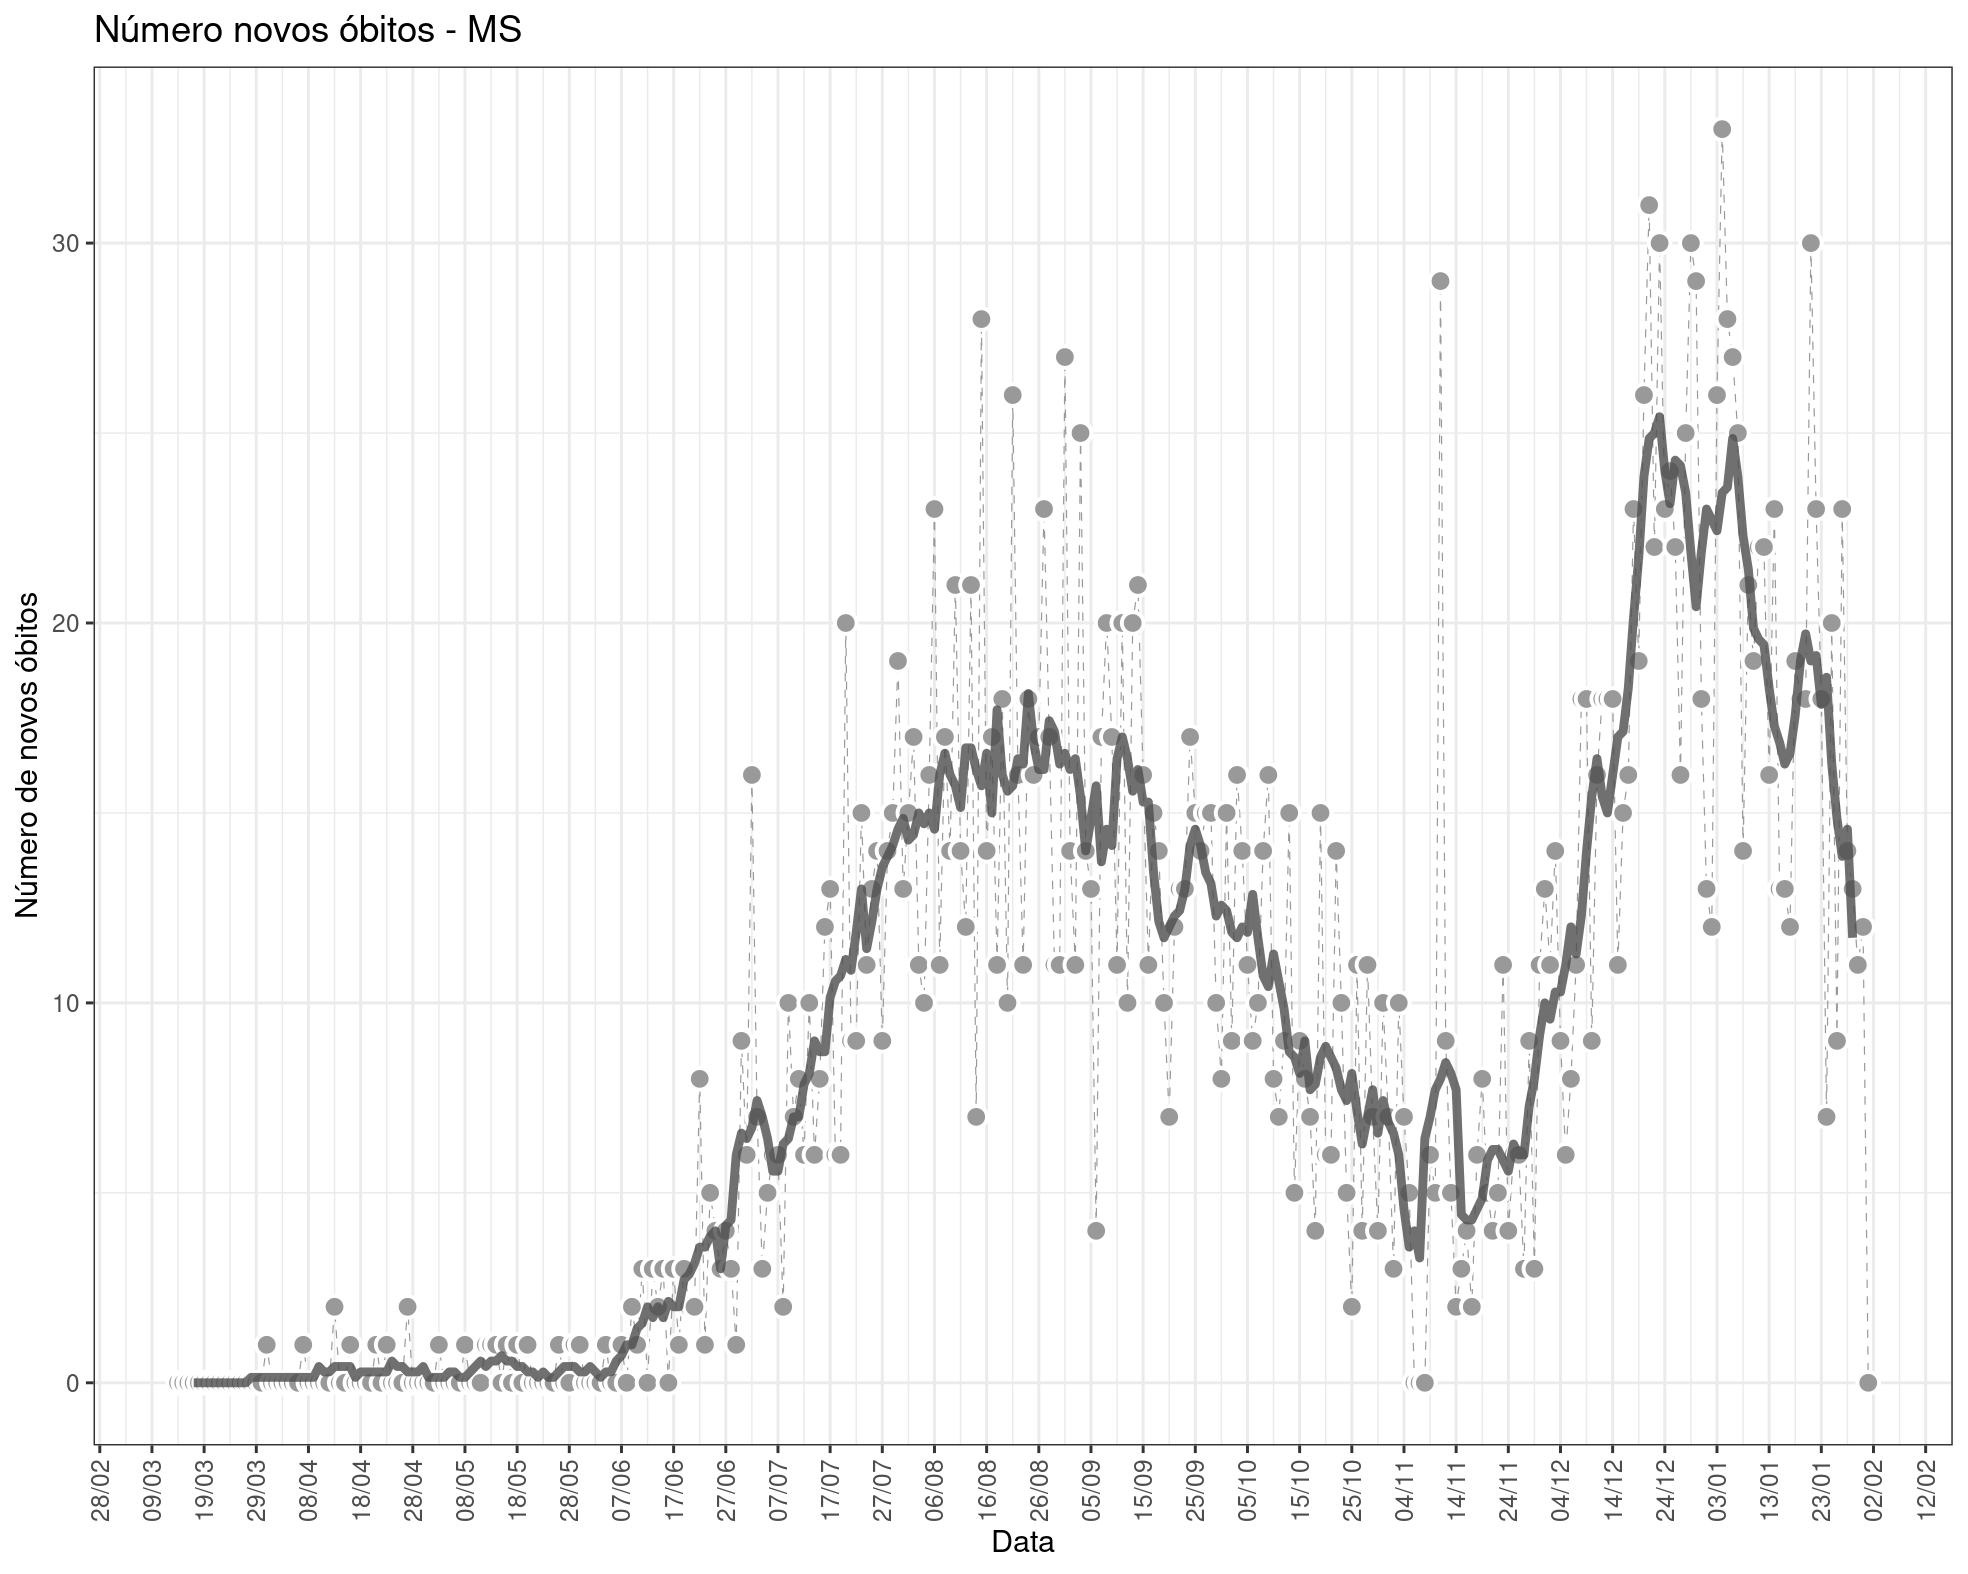 Número novos óbitos - MS
30
20
10
0
Número de novos óbitos
28/02 09/03 19/03 29/03 08/04 18/04 28/04 08/05 18/05 28/05 07/06 17/06 27/06 07/07 17/07 27/07 06/08 16/08 26/08 05/09 15/09 25/09 05/10 15/10 25/10 04/11 14/11 24/11 04/12 14/12 24/12 03/01 13/01 23/01 02/02 12/02
Data